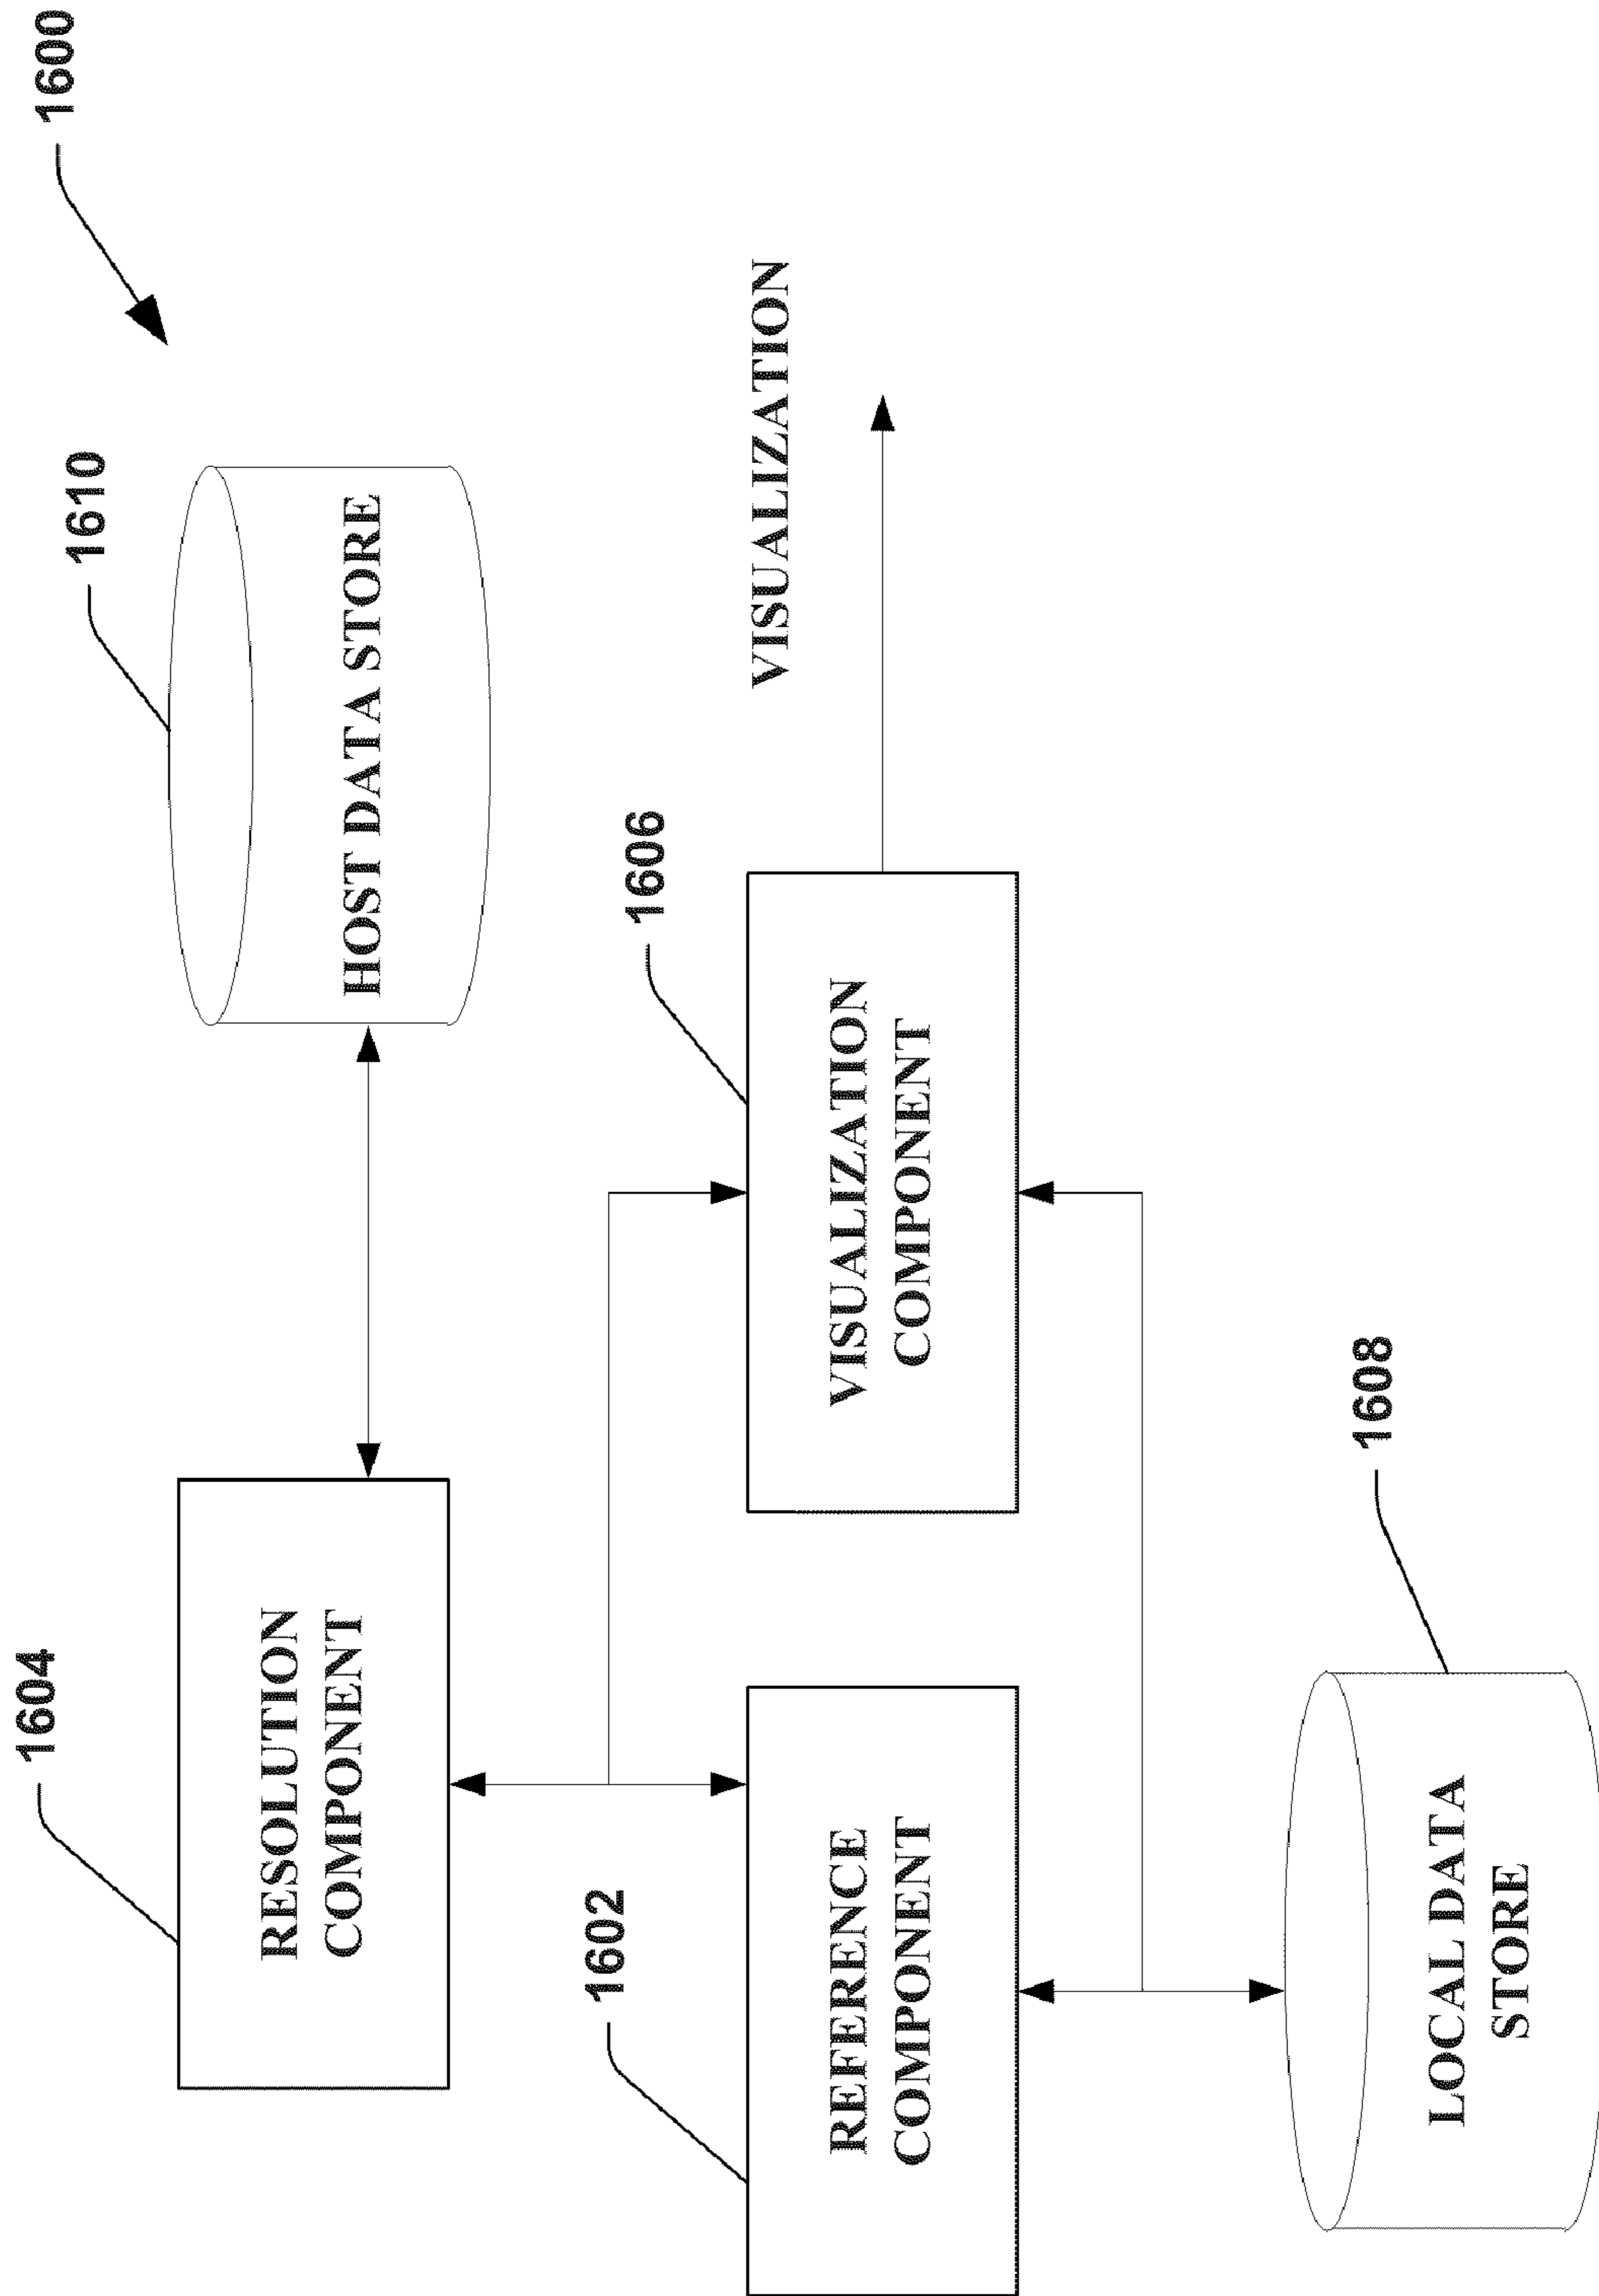 1600
1604
1610
RESOLUTION
COMPONENT
HOST DATA STORE
1602
1606
VISUALIZATION
REFERENCE
COMPONENT
VISUALIZATION
COMPONENT
1608
LOCAL DATA
STORE